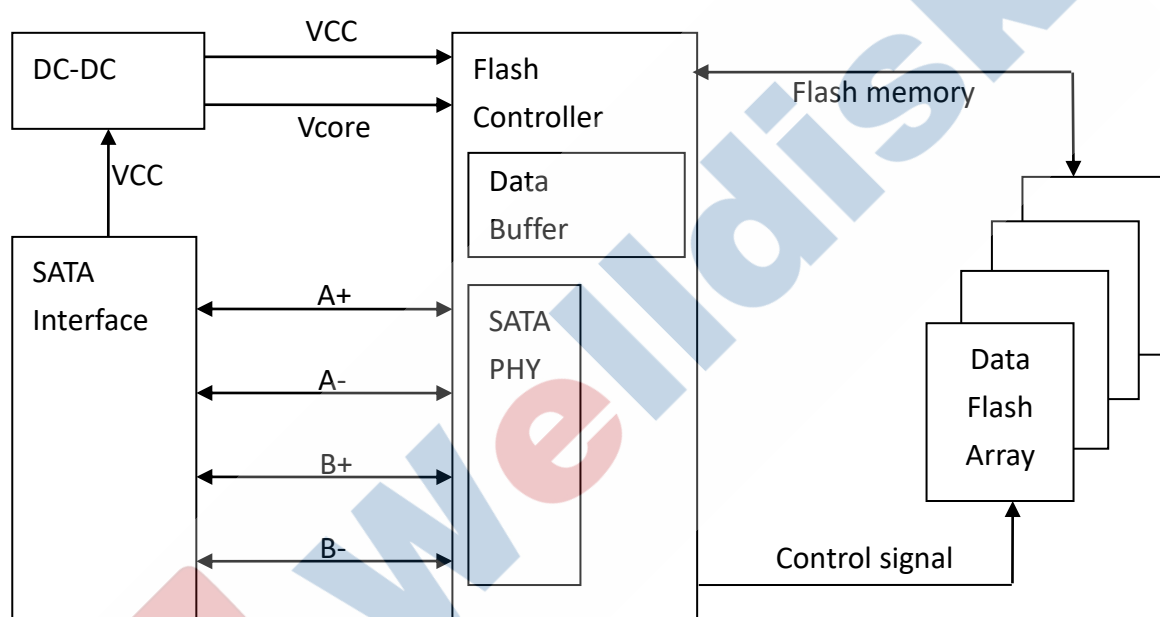 VCC
DC-DC
Vcore
VCC
SATA
Interface
A+
A-
B+
B-
Flash
Controller
Data
Buffer
SATA
PHY
Flash memory
Data
Flash
Array
Control signal
welldisk